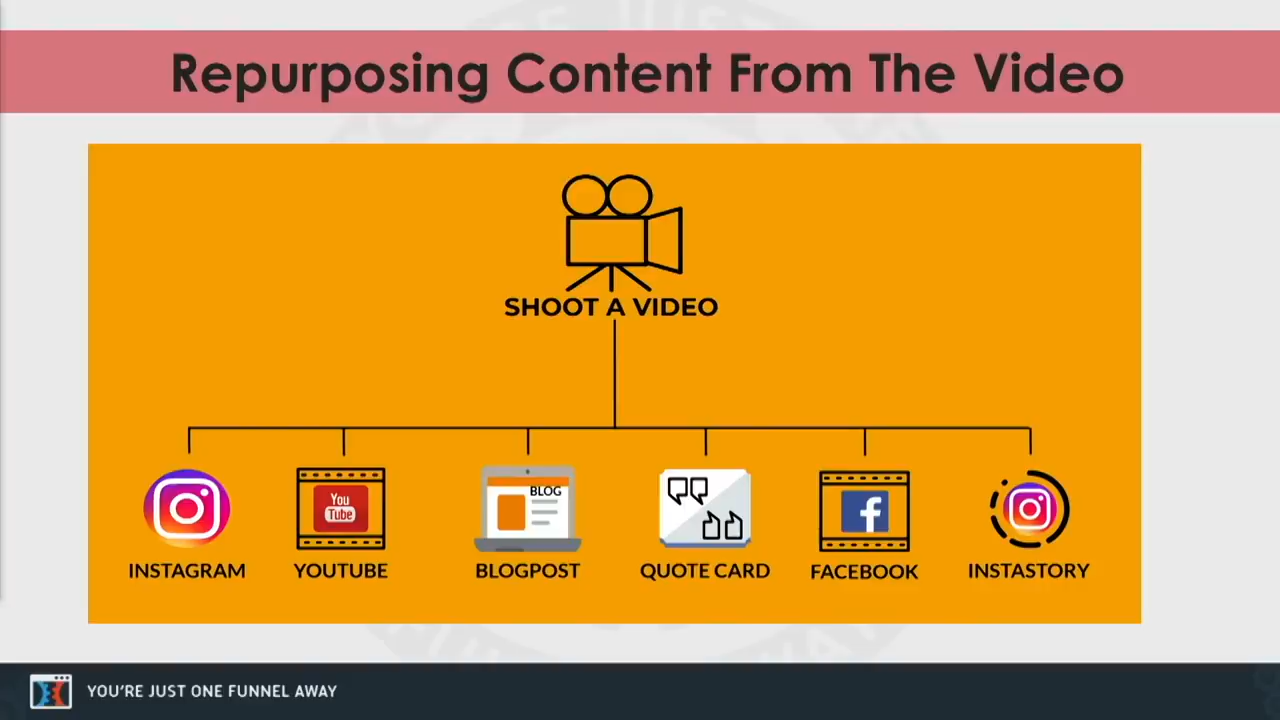 Repurposing Content From The Video
SHOOT A VIDEO
You
Tube
BLOG
INSTAGRAM
YOUTUBE
BLOGPOST
QUOTE CARD
FACEBOOK
INSTASTORY
YOU'RE JUST ONE FUNNEL AWAY